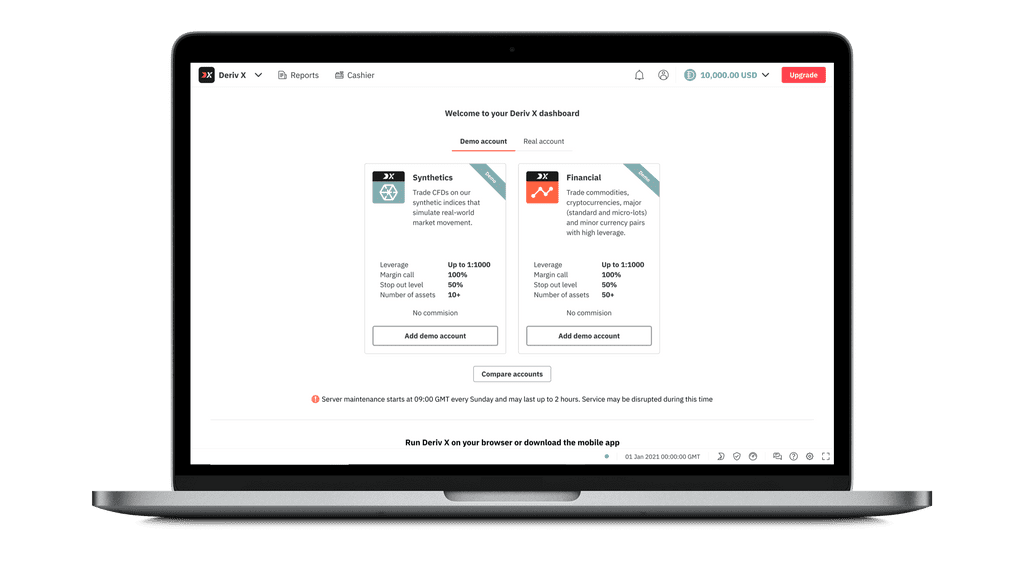 Deriv X
Reports
Cashier
10,000.00 USD
Upgrade
Welcome to your Deriv X dashboard
Demo account
Real account
Synthetics
Demo
Trade CFDs on our
synthetic indices that
simulate real-world
market movement.
Leverage Up to 1:1000
Margin call 100%
Stop out level 50%
Number of assets 10+
No commision
Add demo account
Financial
Demo
Trade commodities,
cryptocurrencies, major
(standard and micro-lots)
and minor currency pairs
with high leverage.
Leverage Up to 1:1000
Margin call 100%
Stop out level 50%
Number of assets 50+
No commision
Add demo account
Compare accounts
Server maintenance starts at 09:00 GMT every Sunday and may last up to 2 hours. Service may be disrupted during this time
Run Deriv X on your browser or download the mobile app
01 Jan 2021 00:00:00 GMT